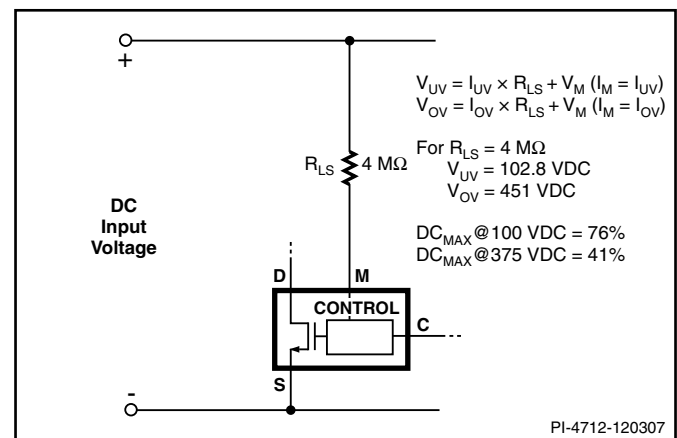 +
V_UV = I_UV × R_LS + V_M (I_M = I_UV)
V_OV = I_OV × R_LS + V_M (I_M = I_OV)
For R_LS = 4 MΩ
V_UV = 102.8 VDC
V_OV = 451 VDC
DC_MAX@100 VDC = 76%
DC_MAX@375 VDC = 41%
R_LS 4 MΩ
DC
Input
Voltage
D M
CONTROL
C
S
-
PI-4712-120307